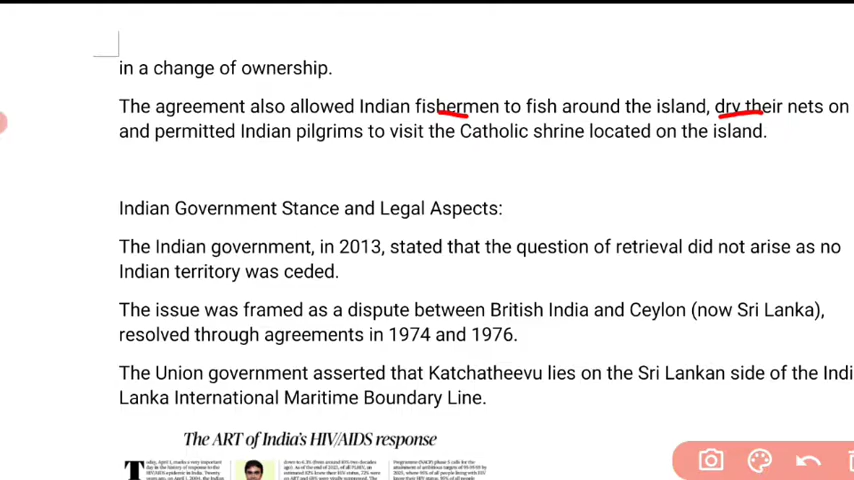 in a change of ownership.
The agreement also allowed Indian fishermen to fish around the island, dry their nets on
and permitted Indian pilgrims to visit the Catholic shrine located on the island.
Indian Government Stance and Legal Aspects:
The Indian government, in 2013, stated that the question of retrieval did not arise as no
Indian territory was ceded.
The issue was framed as a dispute between British India and Ceylon (now Sri Lanka),
resolved through agreements in 1974 and 1976.
The Union government asserted that Katchatheevu lies on the Sri Lankan side of the Indi
Lanka International Maritime Boundary Line.
The ART of India's HIV/AIDS response